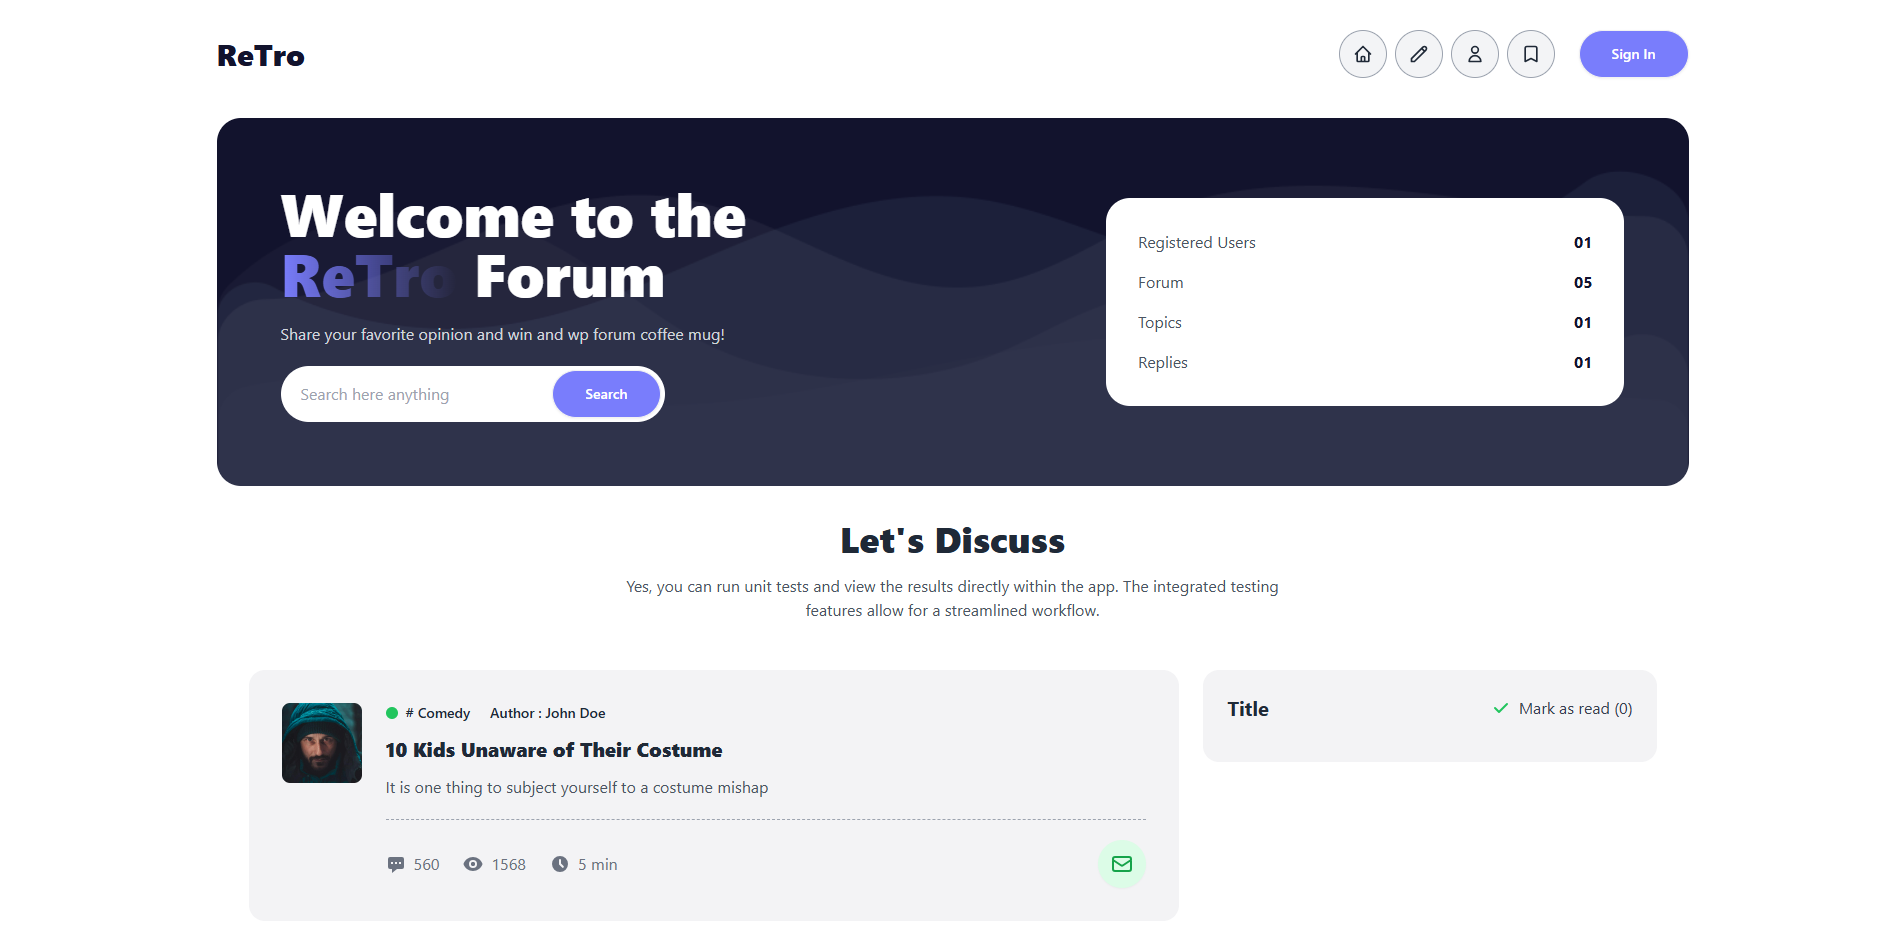 ReTro
Sign In
Welcome to the
ReTro Forum
Share your favorite opinion and win and wp forum coffee mug!
Search here anything
Search
Registered Users 01
Forum 05
Topics 01
Replies 01
Let's Discuss
Yes, you can run unit tests and view the results directly within the app. The integrated testing
features allow for a streamlined workflow.
# Comedy Author : John Doe
10 Kids Unaware of Their Costume
It is one thing to subject yourself to a costume mishap
560 1568 5 min
Title Mark as read (0)